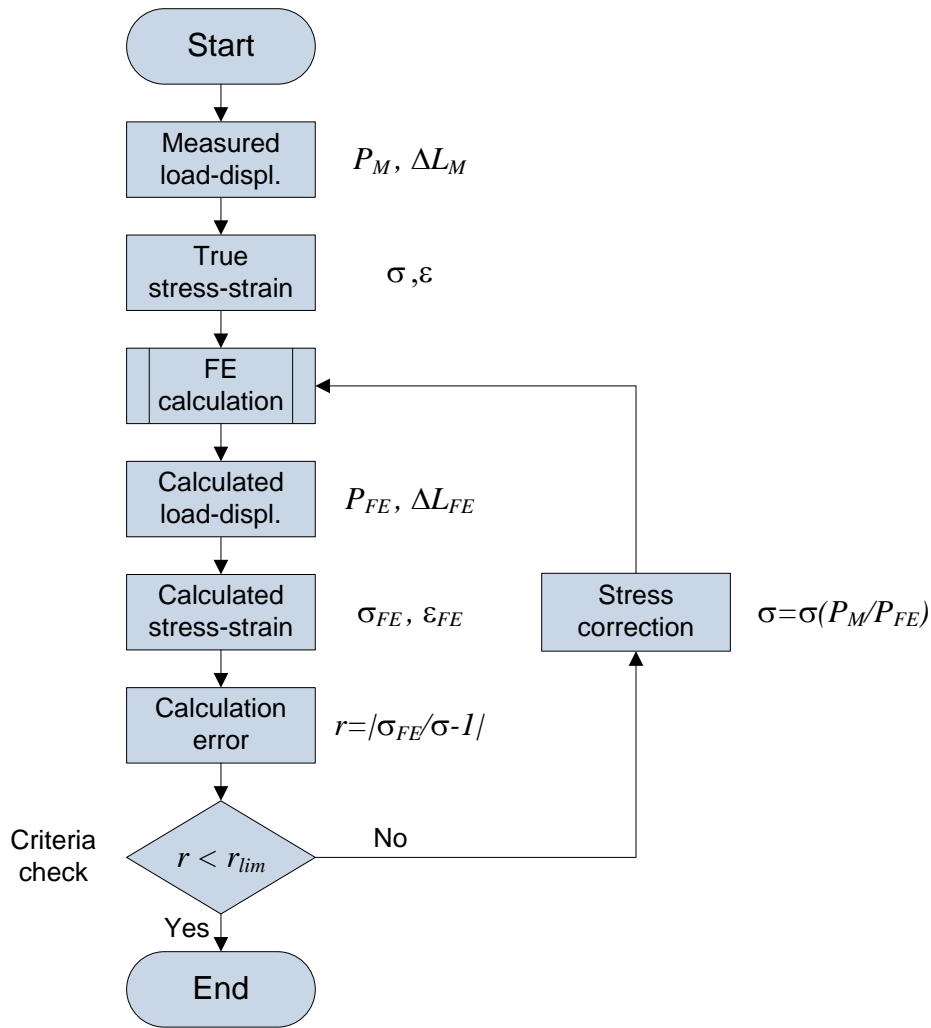 Start
Measured
load-displ.
P_M, ΔL_M
True
stress-strain
σ ,ε
FE
calculation
Calculated
load-displ.
P_FE, ΔL_FE
Calculated
stress-strain
σ_FE, ε_FE
Stress
correction
σ=σ(P_M/P_FE)
Calculation
error
r=|σ_FE/σ-1|
Criteria
check
r < r_lim
No
Yes
End